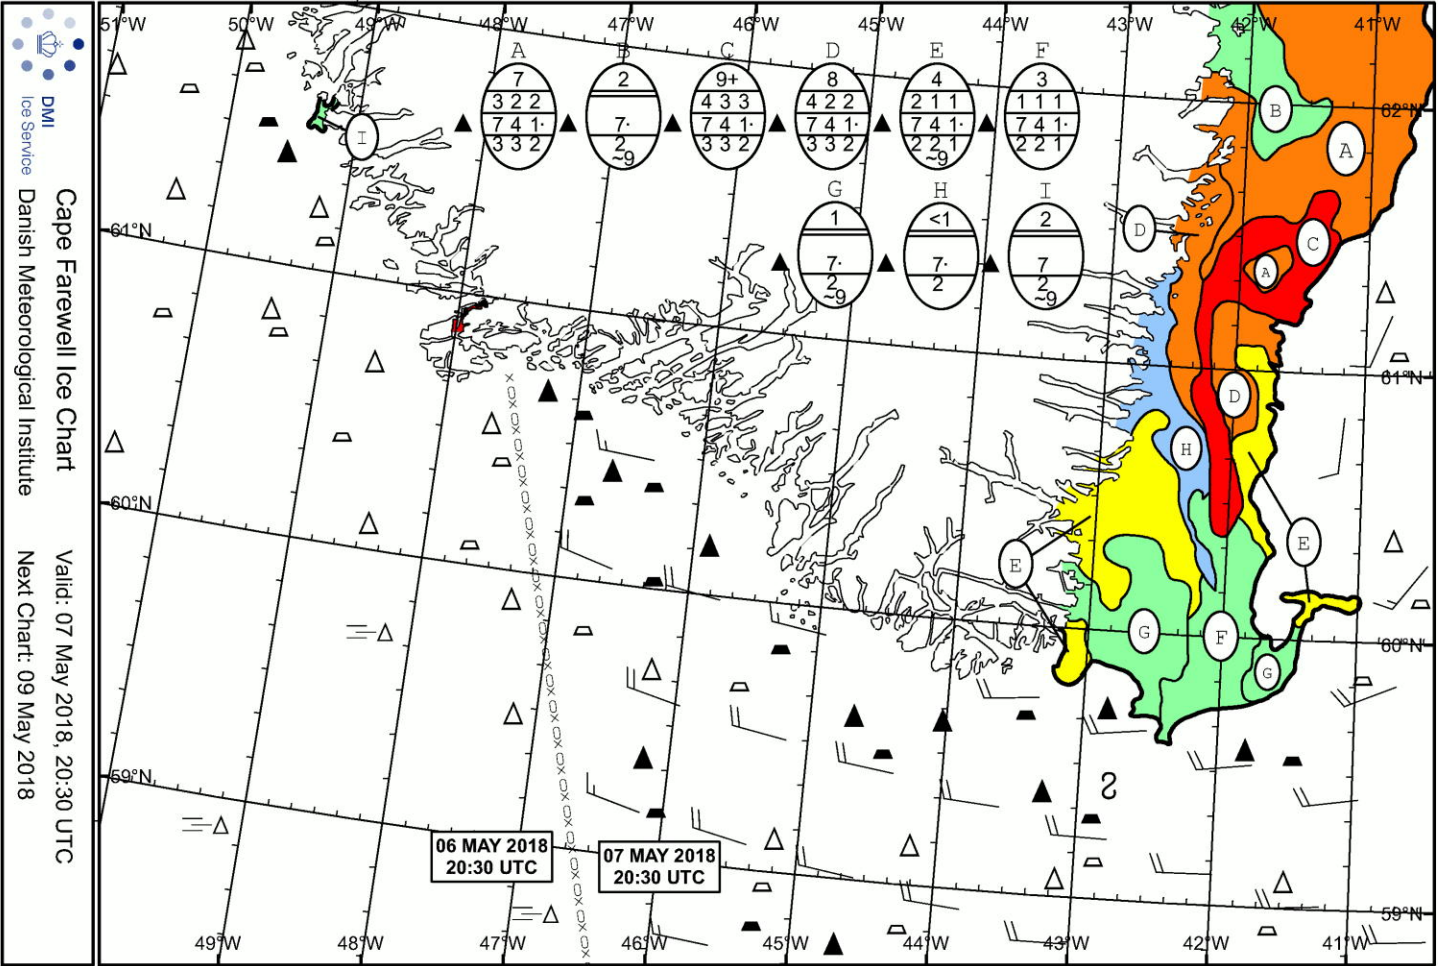 51°W 50°W 49°W 48°W 47°W 46°W 45°W 44°W 43°W 42°W 41°W
DMI
Ice Service
Cape Farewell Ice Chart
Danish Meteorological Institute
Valid: 07 May 2018, 20:30 UTC
Next Chart: 09 May 2018
A B C D E F
7 2 9+ 8 4 3
3 2 2 4 3 3 4 2 2 2 1 1 1 1 1
7 4 1· 7· 7 4 1· 7 4 1· 7 4 1· 7 4 1·
3 3 2 2 3 3 2 3 3 2 2 2 1 2 2 1
~9 ~9
G H I
1 <1 2
7· 7· 7
2 2 2
~9 ~9
I
B
A
D
C
A
D
H
E
E
G
F
G
62°N
61°N
61°N
60°N
60°N
59°N
59°N
06 MAY 2018
20:30 UTC
07 MAY 2018
20:30 UTC
49°W 48°W 47°W 46°W 45°W 44°W 43°W 42°W 41°W